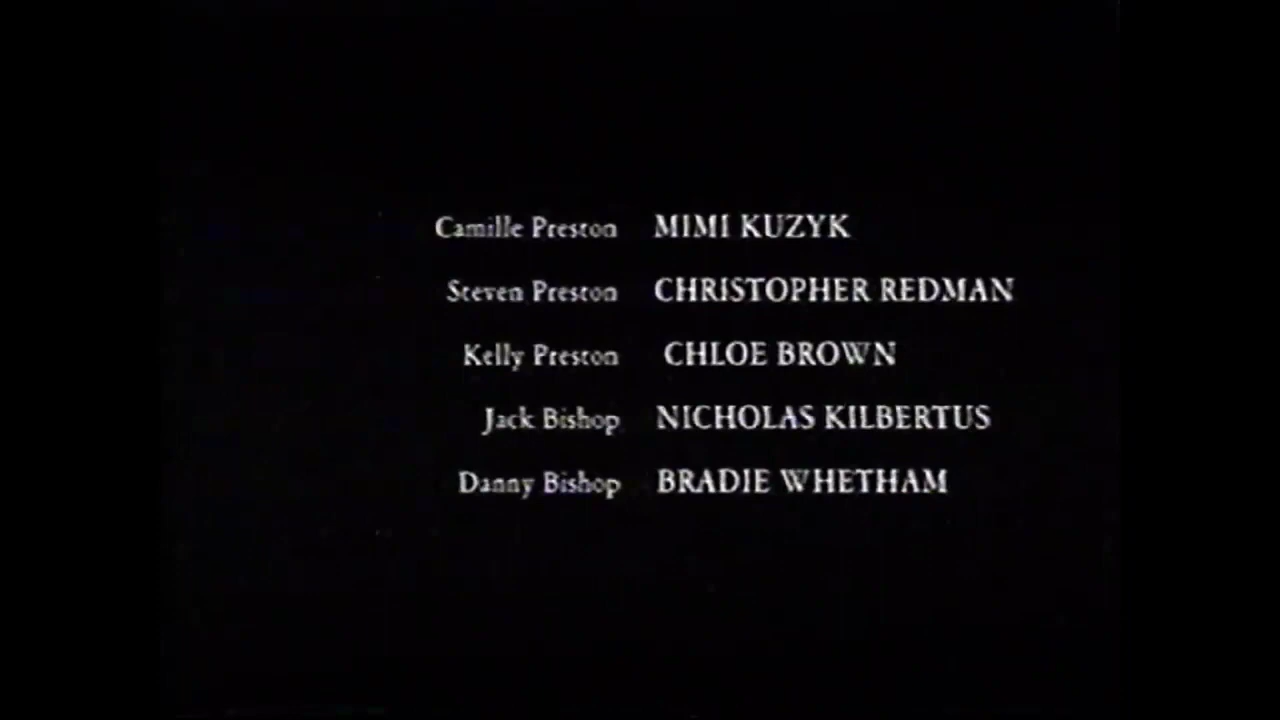 Camille Preston MIMI KUZYK
Steven Preston CHRISTOPHER REDMAN
Kelly Preston CHLOE BROWN
Jack Bishop NICHOLAS KILBERTUS
Danny Bishop BRADIE WHETHAM